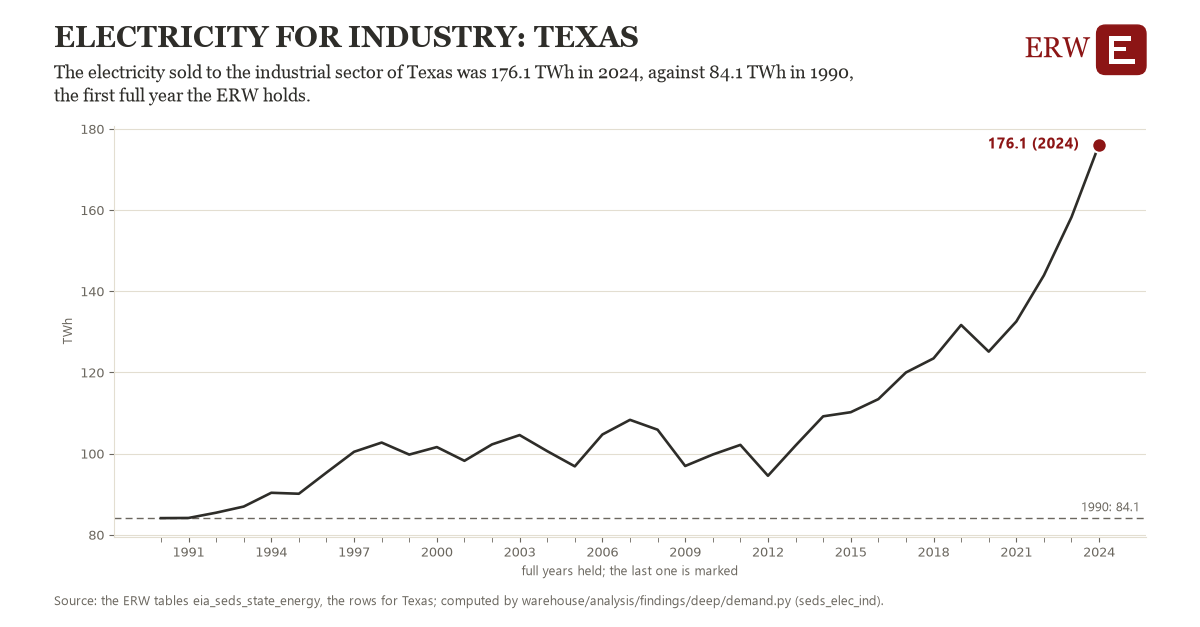 ELECTRICITY FOR INDUSTRY: TEXAS
The electricity sold to the industrial sector of Texas was 176.1 TWh in 2024, against 84.1 TWh in 1990,
the first full year the ERW holds.
ERW E
180
160
140
120
100
80
TWh
176.1 (2024)
1990: 84.1
1991 1994 1997 2000 2003 2006 2009 2012 2015 2018 2021 2024
full years held; the last one is marked
Source: the ERW tables eia_seds_state_energy, the rows for Texas; computed by warehouse/analysis/findings/deep/demand.py (seds_elec_ind).